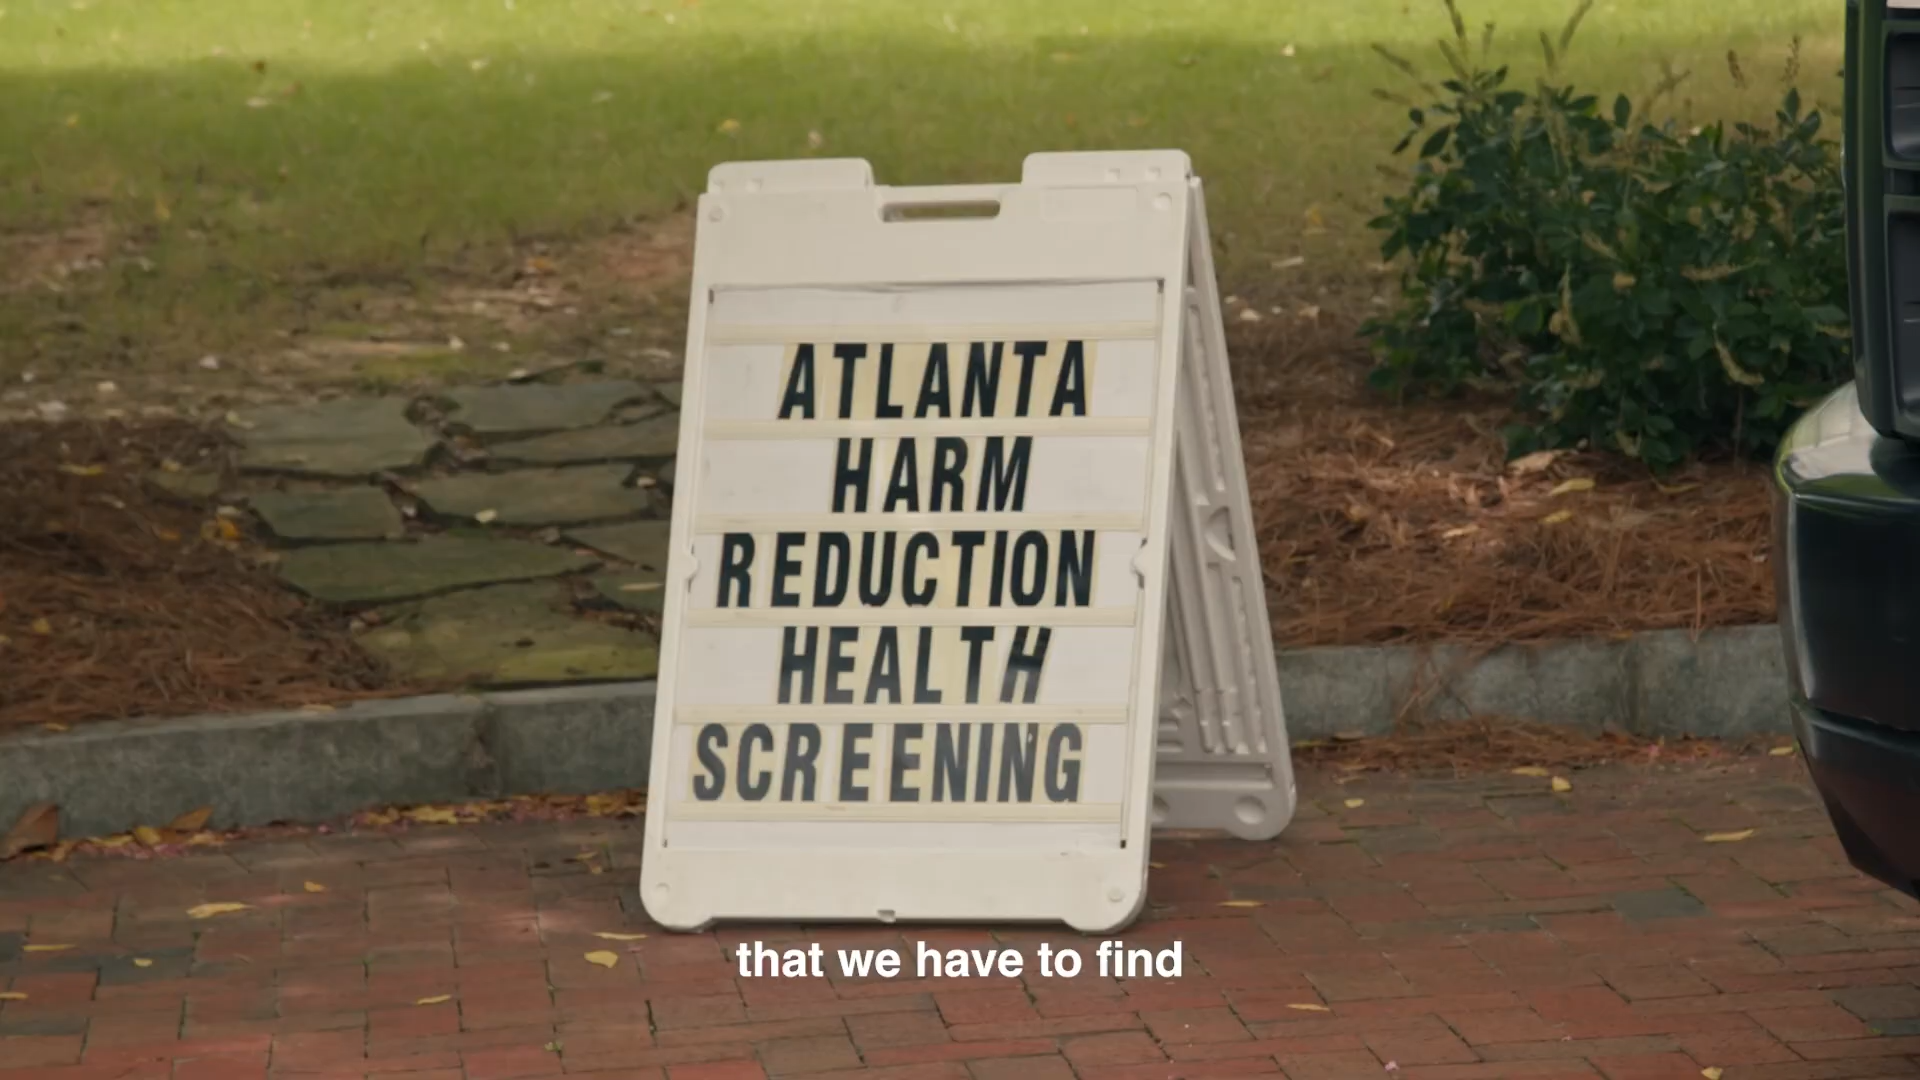 ATLANTA
HARM
REDUCTION
HEALTH
SCREENING
that we have to find